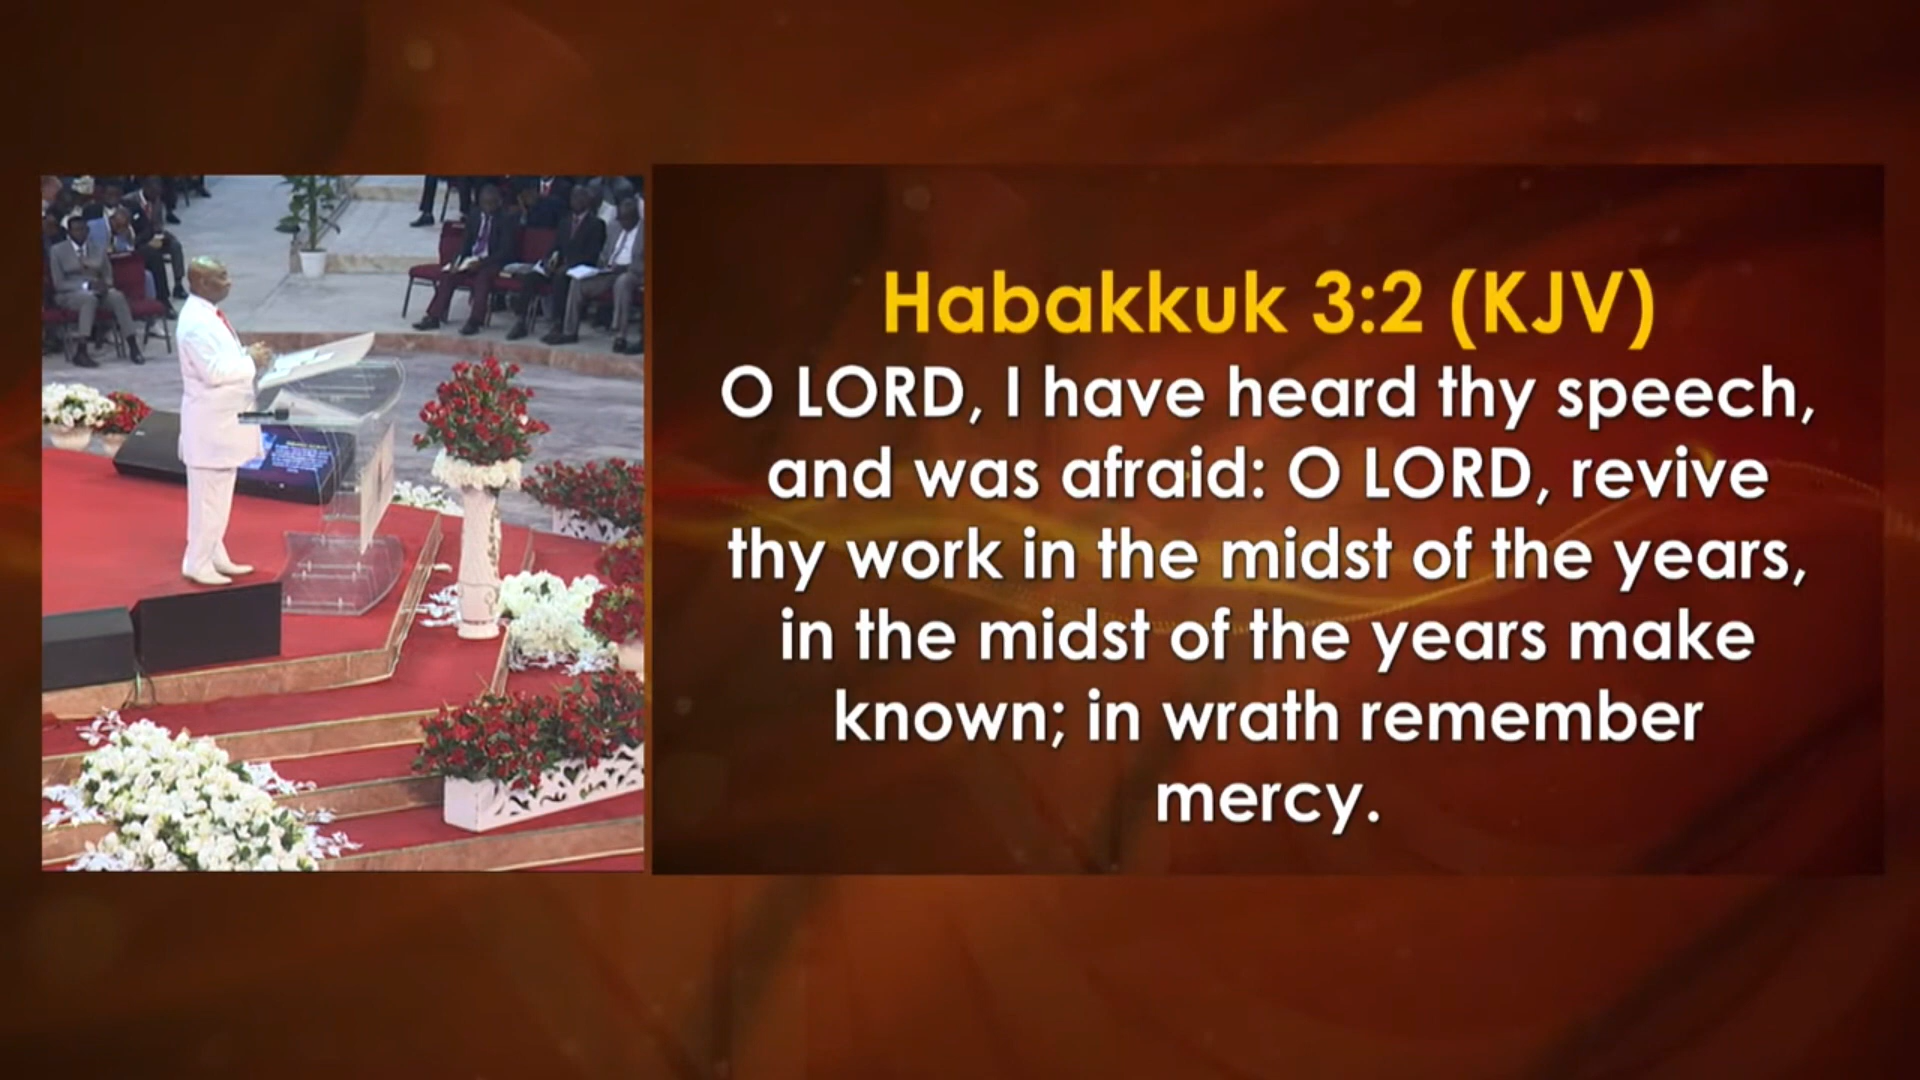 Habakkuk 3:2 (KJV)
O LORD, I have heard thy speech,
and was afraid: O LORD, revive
thy work in the midst of the years,
in the midst of the years make
known; in wrath remember
mercy.